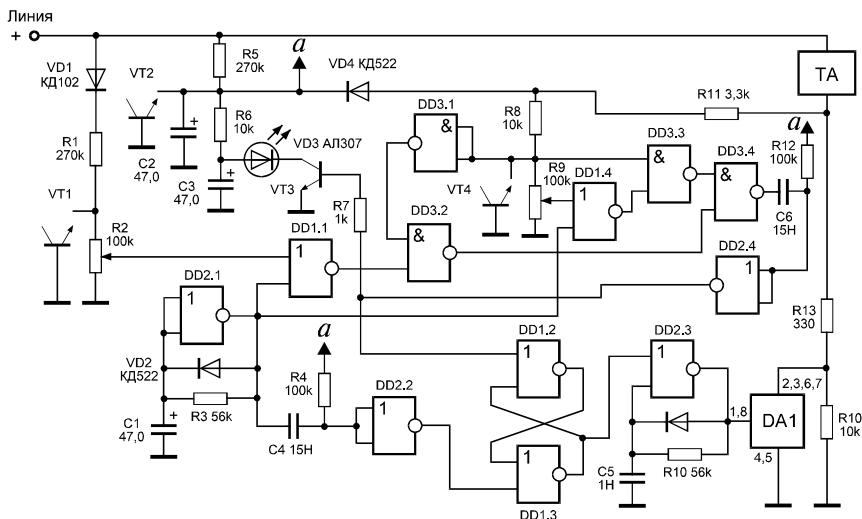 Линия
+
VD1
КД102
VT2
R5
270k
a
VD4 КД522
TA
R11 3,3k
R1
270k
C2
47,0
+
R6
10k
VD3 АЛ307
DD3.1
&
R8
10k
DD3.3
&
a
R12
100k
VT1
R2
100k
C3
47,0
+
VT3
R7
1k
VT4
R9
100k
DD1.4
1
DD3.4
&
C6
15Н
DD3.2
&
DD1.1
1
DD2.4
1
DD2.1
1
R13
330
VD2
КД522
R3 56k
a
R4
100k
DD2.2
1
DD1.2
1
DD2.3
1
2,3,6,7
1,8
DA1
4,5
R10
10k
C1
47,0
+
C4 15Н
1
DD1.3
C5
1Н
R10 56k